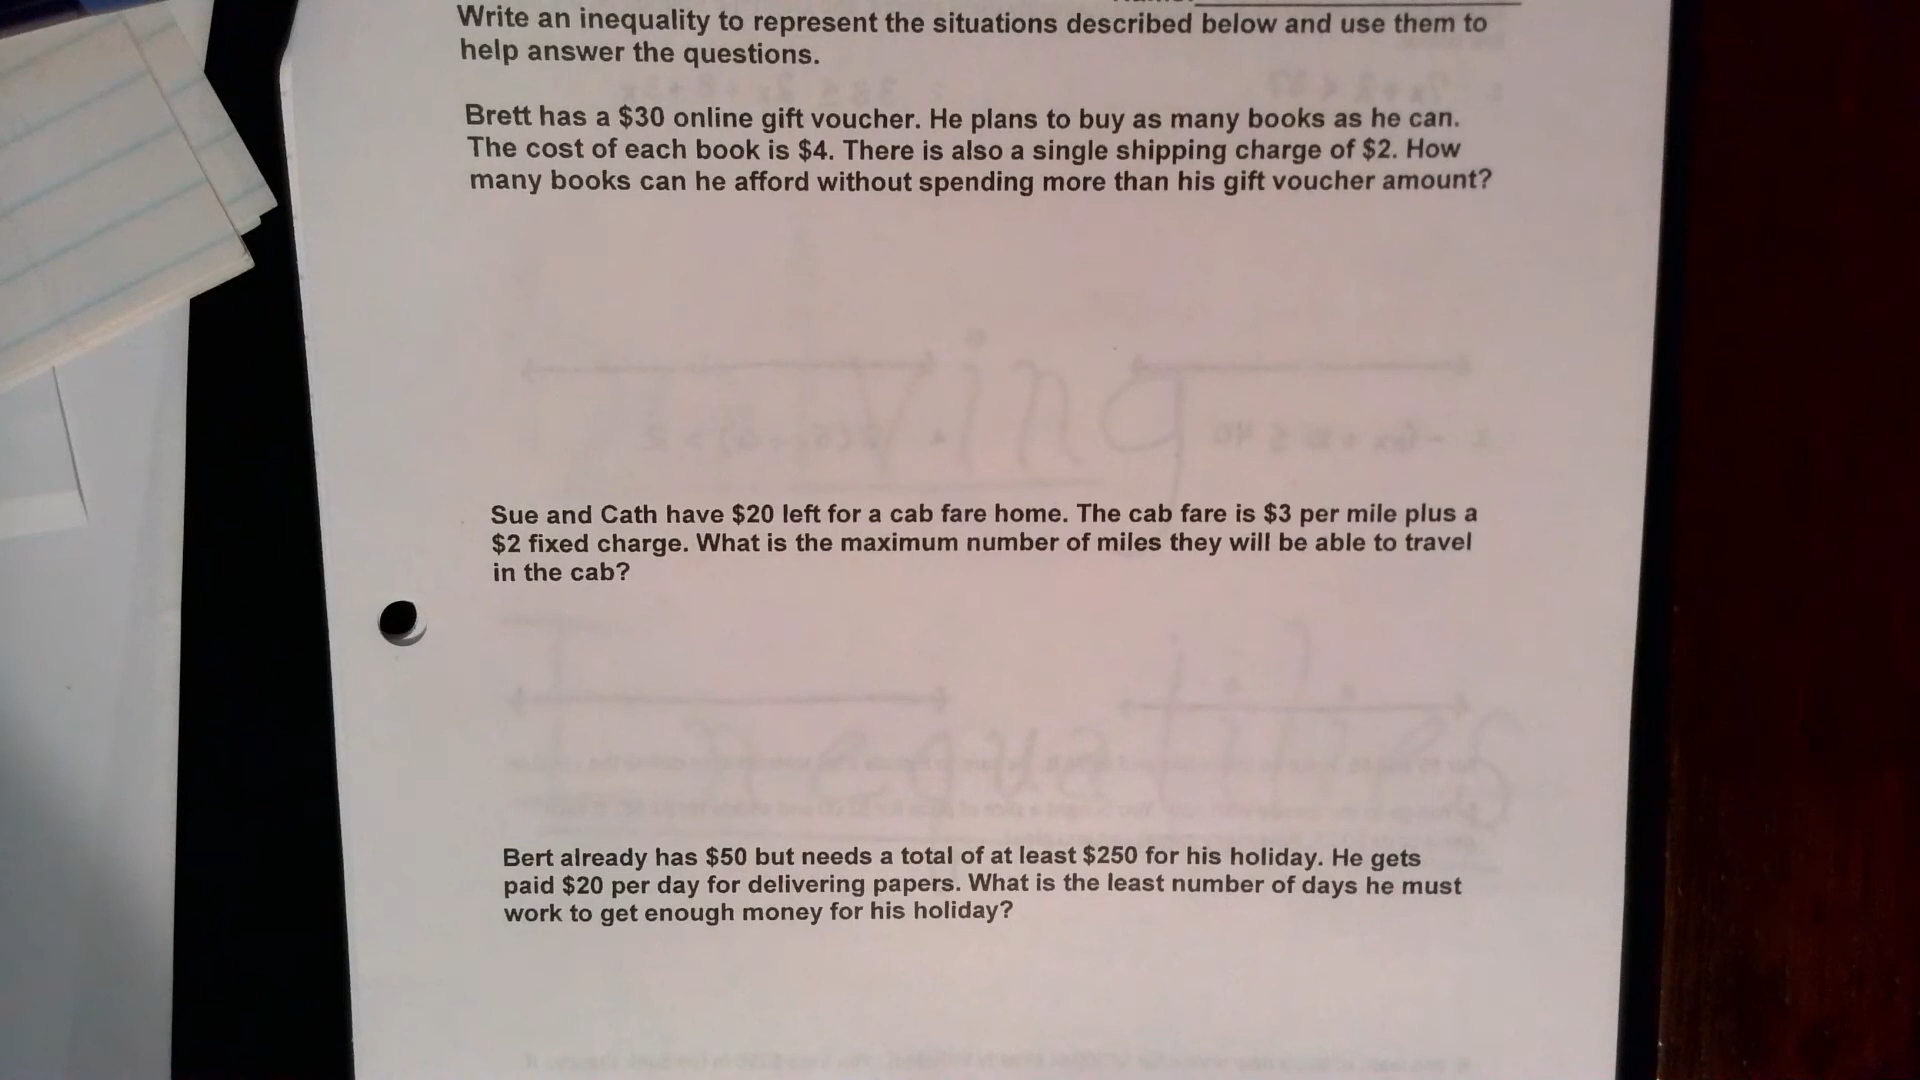 Write an inequality to represent the situations described below and use them to
help answer the questions.
Brett has a $30 online gift voucher. He plans to buy as many books as he can.
The cost of each book is $4. There is also a single shipping charge of $2. How
many books can he afford without spending more than his gift voucher amount?
Sue and Cath have $20 left for a cab fare home. The cab fare is $3 per mile plus a
$2 fixed charge. What is the maximum number of miles they will be able to travel
in the cab?
Bert already has $50 but needs a total of at least $250 for his holiday. He gets
paid $20 per day for delivering papers. What is the least number of days he must
work to get enough money for his holiday?